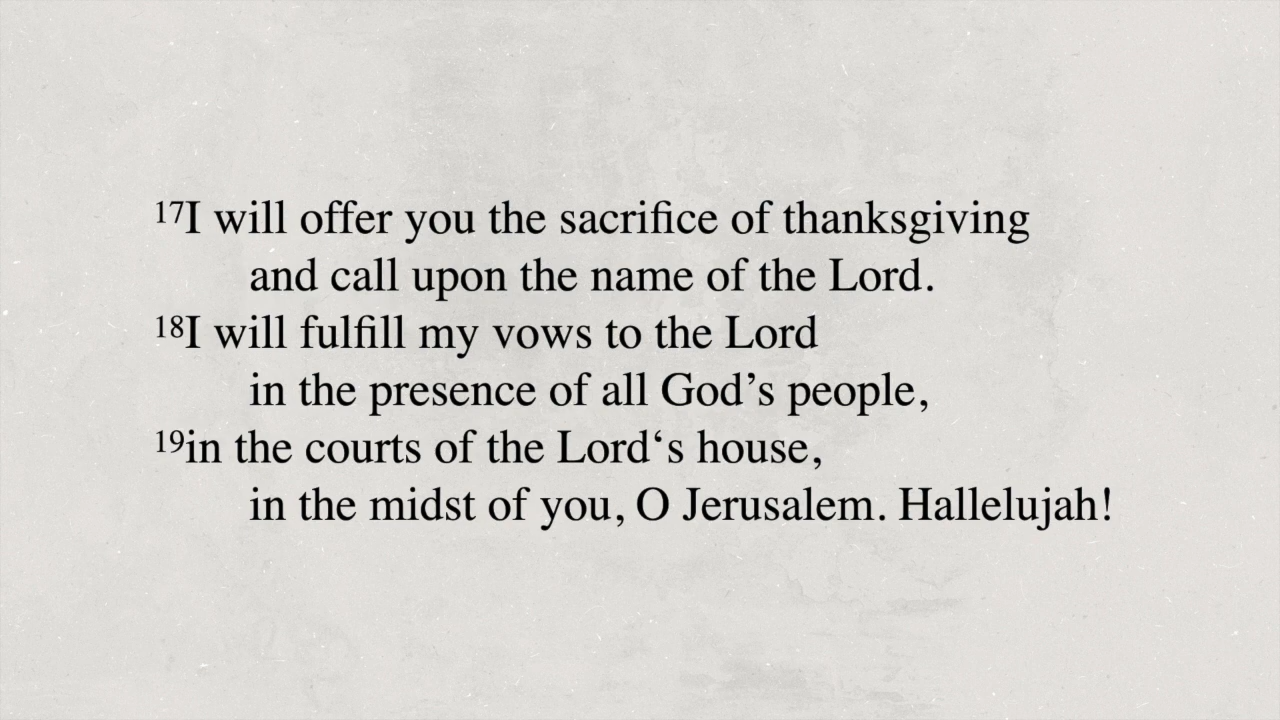 ¹⁷I will offer you the sacrifice of thanksgiving
and call upon the name of the Lord.
¹⁸I will fulfill my vows to the Lord
in the presence of all God’s people,
¹⁹in the courts of the Lord‘s house,
in the midst of you, O Jerusalem. Hallelujah!